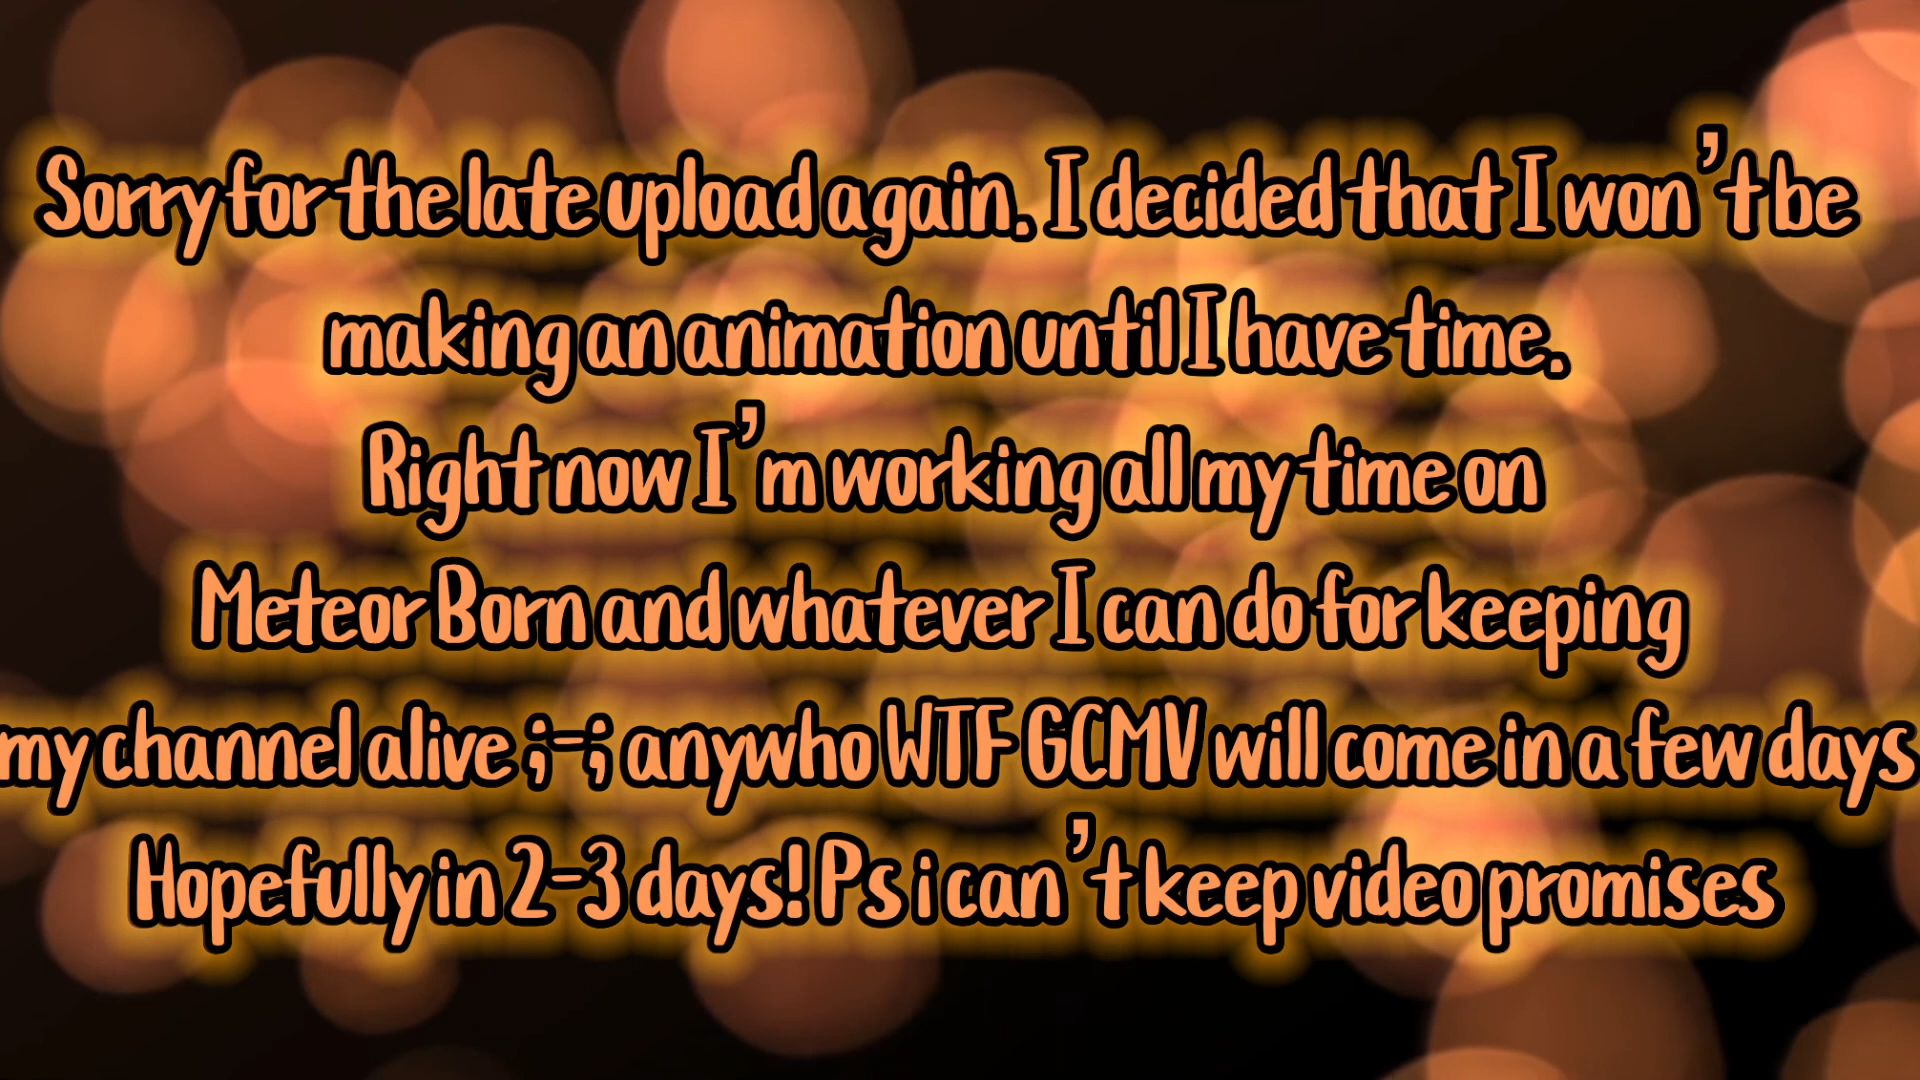 Sorry for the late upload again. I decided that I won't be
making an animation until I have time.
Right now I'm working all my time on
Meteor Born and whatever I can do for keeping
my channel alive ;-; anywho WTF GCMV will come in a few days
Hopefully in 2-3 days! Ps i can't keep video promises